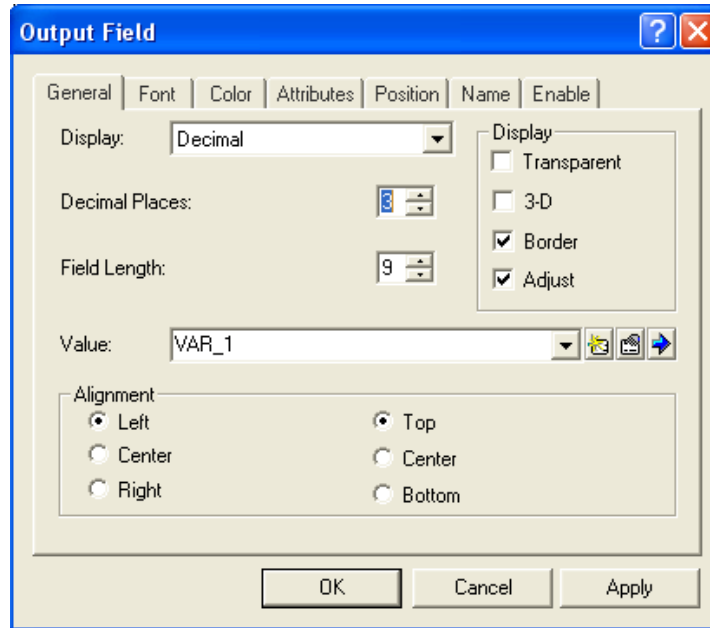 Output Field
General Font Color Attributes Position Name Enable
Display: Decimal
Display
Transparent
Decimal Places: 3
3-D
Border
Field Length: 9
Adjust
Value: VAR_1
Alignment
Left Top
Center Center
Right Bottom
OK Cancel Apply